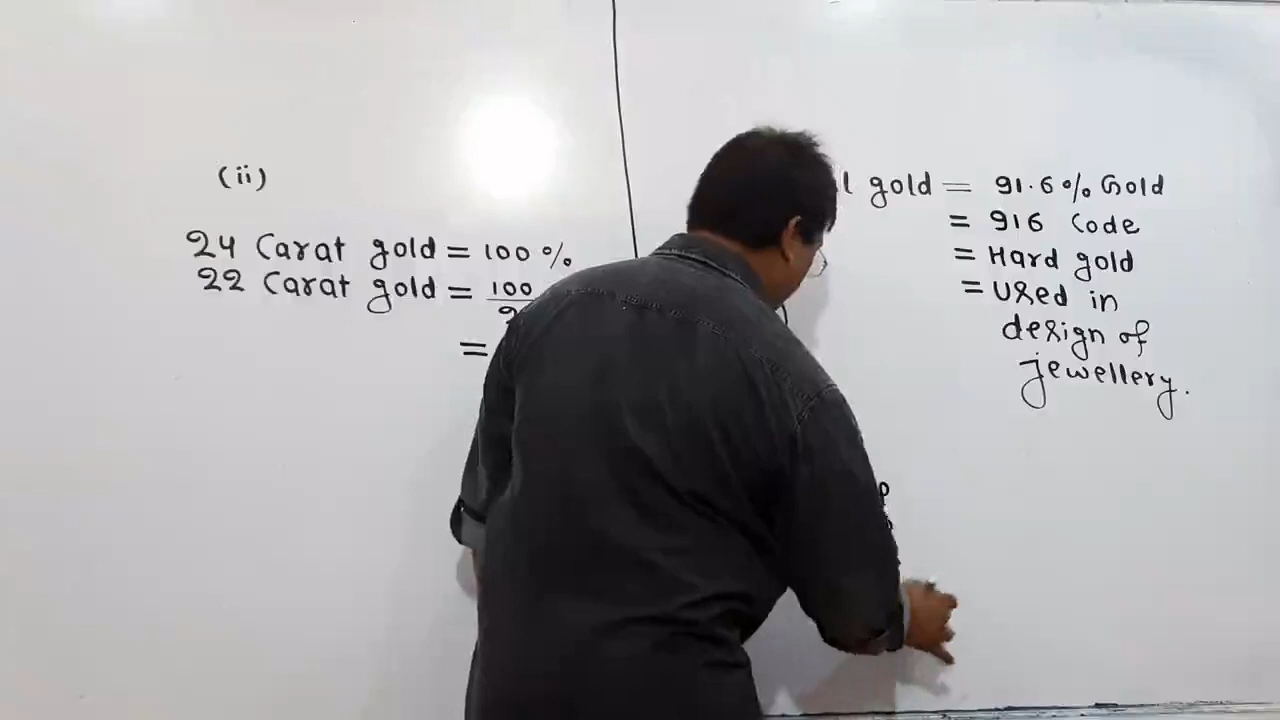 (ii)
24 Carat gold = 100 %
22 Carat gold = 100
=
gold = 91.6% Gold
= 916 Code
= Hard gold
= Used in
design of
jewellery.